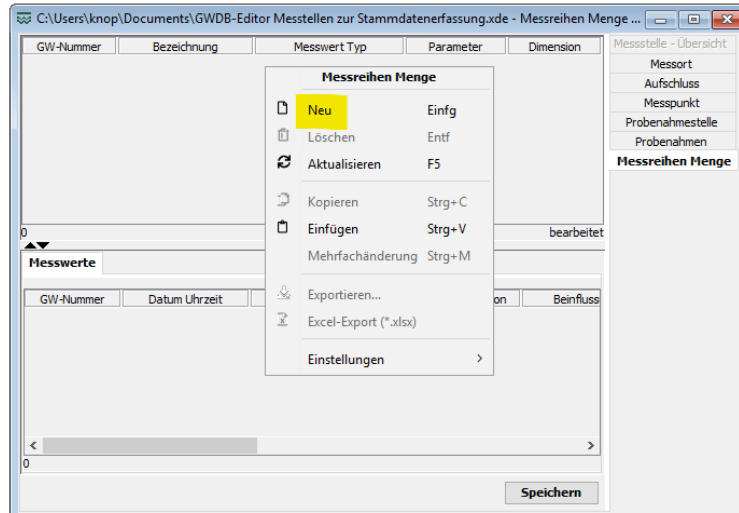 C:\Users\knop\Documents\GWDB-Editor Messtellen zur Stammdatenerfassung.xde - Messreihen Menge ...
GW-Nummer Bezeichnung Messwert Typ Parameter Dimension
Messstelle - Übersicht
Messort
Aufschluss
Messpunkt
Probenahmestelle
Probenahmen
Messreihen Menge
Messreihen Menge
Neu Einfg
Löschen Entf
Aktualisieren F5
Kopieren Strg+C
Einfügen Strg+V
Mehrfachänderung Strg+M
Exportieren...
Excel-Export (*.xlsx)
Einstellungen >
0 bearbeitet
Messwerte
GW-Nummer Datum Uhrzeit on Beinfluss
0
Speichern